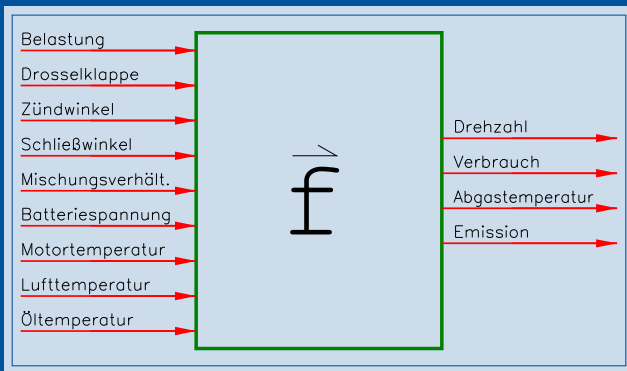 Belastung
Drosselklappe
Zündwinkel
Schließwinkel
Mischungsverhält.
Batteriespannung
Motortemperatur
Lufttemperatur
Öltemperatur
f
Drehzahl
Verbrauch
Abgastemperatur
Emission